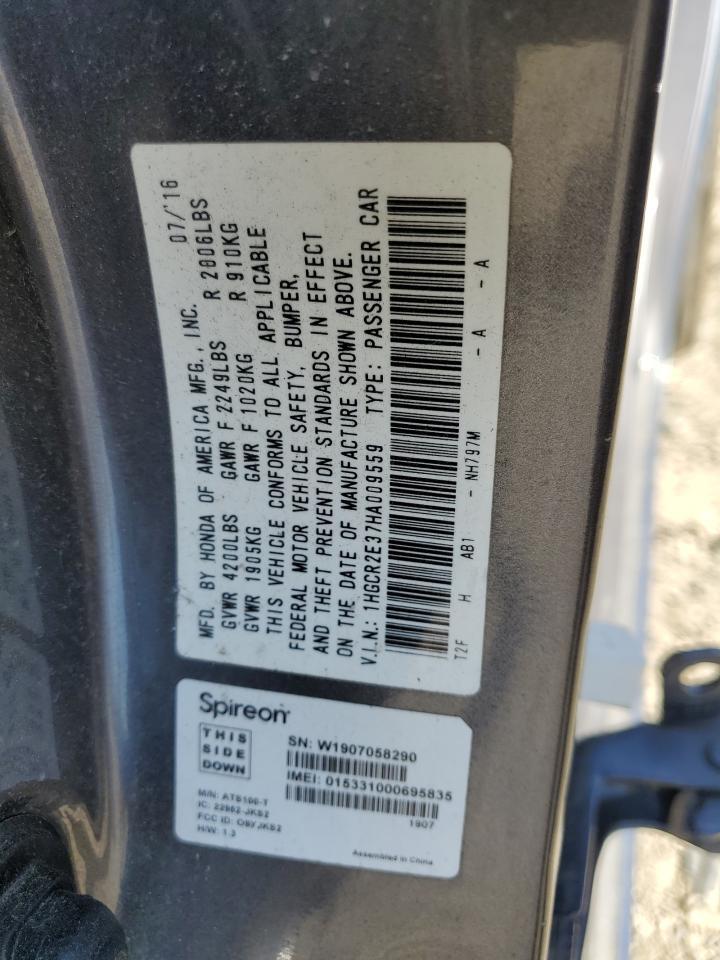 MFD. BY HONDA OF AMERICA MFG., INC. 07/'16
GVWR 4200LBS GAWR F 2249LBS R 2006LBS
GVWR 1905KG GAWR F 1020KG R 910KG
THIS VEHICLE CONFORMS TO ALL APPLICABLE
FEDERAL MOTOR VEHICLE SAFETY, BUMPER,
AND THEFT PREVENTION STANDARDS IN EFFECT
ON THE DATE OF MANUFACTURE SHOWN ABOVE.
V.I.N.: 1HGCR2E37HA009559 TYPE: PASSENGER CAR
T2F H AB1 - NH797M - A - A
Spireon
THIS
SIDE
DOWN
SN: W1907058290
IMEI: 015331000695835
1907
M/N: ATS100-T
IC: 22862-JKS2
FCC ID: O9YJKS2
H/W: 1.3
Assembled in China